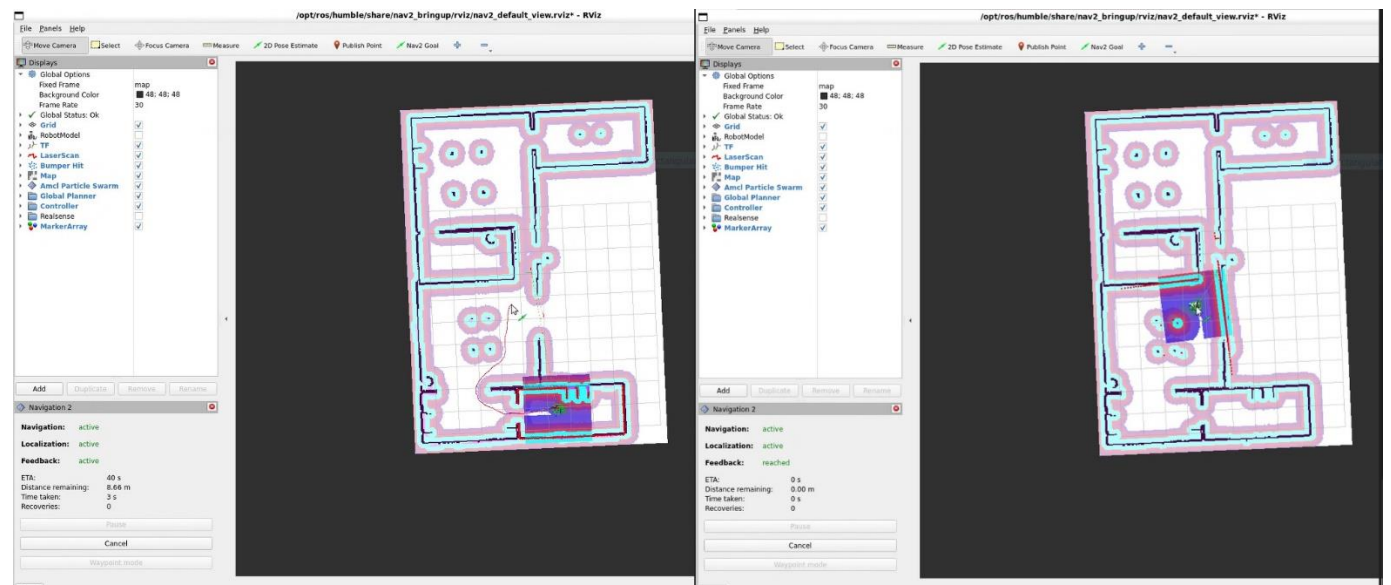 /opt/ros/humble/share/nav2_bringup/rviz/nav2_default_view.rviz* - RViz
File Panels Help
Move Camera Select Focus Camera Measure 2D Pose Estimate Publish Point Nav2 Goal
Displays
Global Options
Fixed Frame map
Background Color 48; 48; 48
Frame Rate 30
Global Status: Ok
Grid
RobotModel
TF
LaserScan
Bumper Hit
Map
Amcl Particle Swarm
Global Planner
Controller
Realsense
MarkerArray
Add Duplicate Remove Rename
Navigation 2
Navigation: active
Localization: active
Feedback: active
ETA: 40 s
Distance remaining: 8.66 m
Time taken: 3 s
Recoveries: 0
Pause
Cancel
Waypoint mode
/opt/ros/humble/share/nav2_bringup/rviz/nav2_default_view.rviz* - RViz
File Panels Help
Move Camera Select Focus Camera Measure 2D Pose Estimate Publish Point Nav2 Goal
Displays
Global Options
Fixed Frame map
Background Color 48; 48; 48
Frame Rate 30
Global Status: Ok
Grid
RobotModel
TF
LaserScan
Bumper Hit
Map
Amcl Particle Swarm
Global Planner
Controller
Realsense
MarkerArray
Add Duplicate Remove Rename
Navigation 2
Navigation: active
Localization: active
Feedback: reached
ETA: 0 s
Distance remaining: 0.00 m
Time taken: 0 s
Recoveries: 0
Pause
Cancel
Waypoint mode